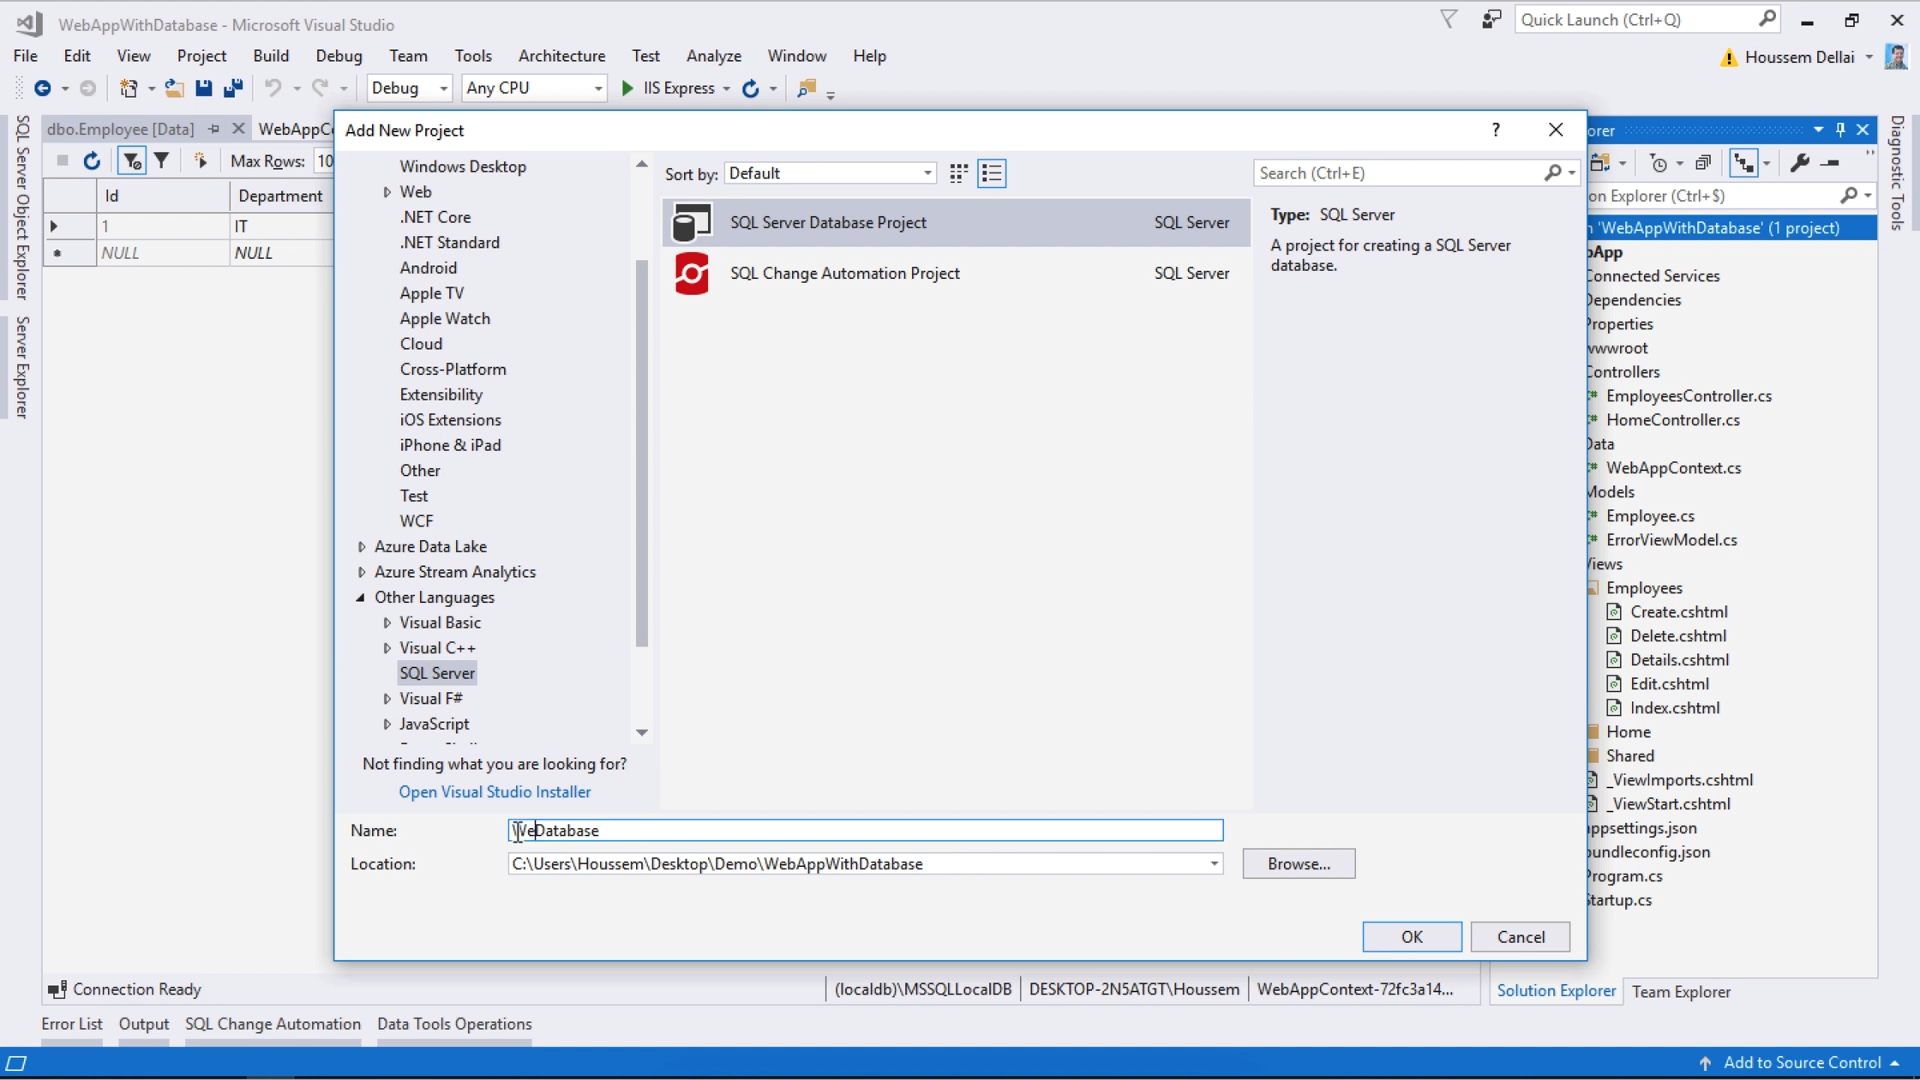 WebAppWithDatabase - Microsoft Visual Studio
Quick Launch (Ctrl+Q)
File Edit View Project Build Debug Team Tools Architecture Test Analyze Window Help
Houssem Dellai
Debug Any CPU IIS Express
SQL Server Object Explorer
Server Explorer
dbo.Employee [Data]
WebAppCo
Max Rows: 10
Id Department
1 IT
NULL NULL
Add New Project
?
Windows Desktop
Web
.NET Core
.NET Standard
Android
Apple TV
Apple Watch
Cloud
Cross-Platform
Extensibility
iOS Extensions
iPhone & iPad
Other
Test
WCF
Azure Data Lake
Azure Stream Analytics
Other Languages
Visual Basic
Visual C++
SQL Server
Visual F#
JavaScript
Not finding what you are looking for?
Open Visual Studio Installer
Sort by: Default
SQL Server Database Project SQL Server
SQL Change Automation Project SQL Server
Search (Ctrl+E)
Type: SQL Server
A project for creating a SQL Server
database.
Name: WeDatabase
Location: C:\Users\Houssem\Desktop\Demo\WebAppWithDatabase
Browse...
OK Cancel
orer
on Explorer (Ctrl+$)
n 'WebAppWithDatabase' (1 project)
bApp
Connected Services
Dependencies
Properties
wwwroot
Controllers
EmployeesController.cs
HomeController.cs
Data
WebAppContext.cs
Models
Employee.cs
ErrorViewModel.cs
Views
Employees
Create.cshtml
Delete.cshtml
Details.cshtml
Edit.cshtml
Index.cshtml
Home
Shared
_ViewImports.cshtml
_ViewStart.cshtml
appsettings.json
bundleconfig.json
Program.cs
Startup.cs
Diagnostic Tools
Connection Ready
(localdb)\MSSQLLocalDB DESKTOP-2N5ATGT\Houssem WebAppContext-72fc3a14...
Solution Explorer Team Explorer
Error List Output SQL Change Automation Data Tools Operations
Add to Source Control